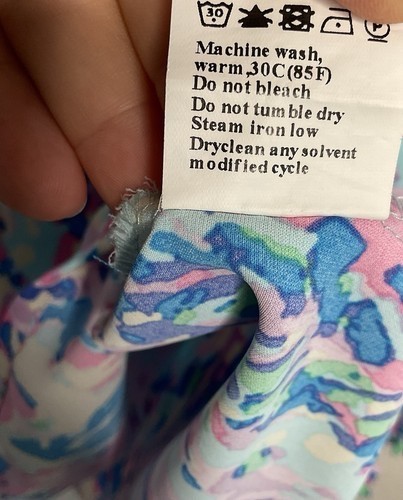 30
P
Machine wash,
warm,30C(85F)
Do not bleach
Do not tumble dry
Steam iron low
Dryclean any solvent
modified cycle